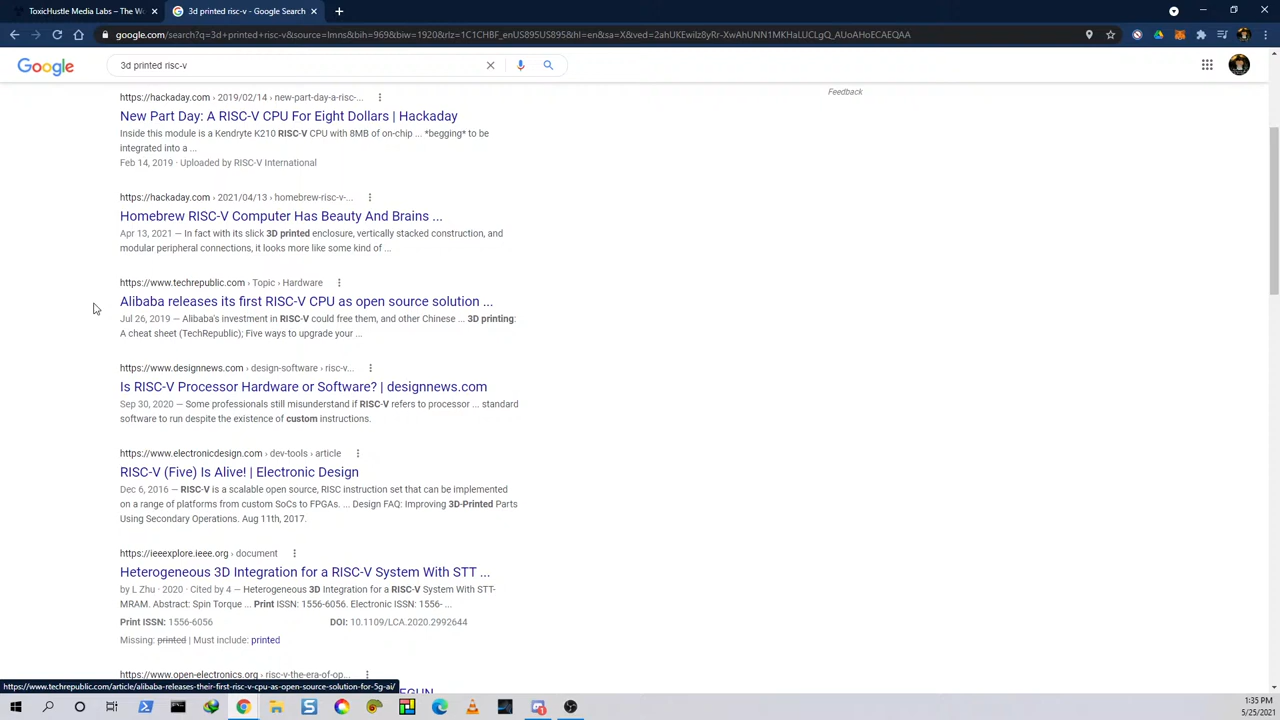 ToxicHustle Media Labs – The W
3d printed risc-v - Google Search
google.com/search?q=3d+printed+risc-v&source=lmns&bih=969&biw=1920&rlz=1C1CHBF_enUS895US895&hl=en&sa=X&ved=2ahUKEwiIz8yRr-XwAhUNN1MKHaLUCLgQ_AUoAHoECAEQAA
Google
3d printed risc-v
Feedback
https://hackaday.com › 2019/02/14 › new-part-day-a-risc-...
New Part Day: A RISC-V CPU For Eight Dollars | Hackaday
Inside this module is a Kendryte K210 RISC-V CPU with 8MB of on-chip ... *begging* to be
integrated into a ...
Feb 14, 2019 · Uploaded by RISC-V International
https://hackaday.com › 2021/04/13 › homebrew-risc-v-...
Homebrew RISC-V Computer Has Beauty And Brains ...
Apr 13, 2021 — In fact with its slick 3D printed enclosure, vertically stacked construction, and
modular peripheral connections, it looks more like some kind of ...
https://www.techrepublic.com › Topic › Hardware
Alibaba releases its first RISC-V CPU as open source solution ...
Jul 26, 2019 — Alibaba's investment in RISC-V could free them, and other Chinese ... 3D printing:
A cheat sheet (TechRepublic); Five ways to upgrade your ...
https://www.designnews.com › design-software › risc-v...
Is RISC-V Processor Hardware or Software? | designnews.com
Sep 30, 2020 — Some professionals still misunderstand if RISC-V refers to processor ... standard
software to run despite the existence of custom instructions.
https://www.electronicdesign.com › dev-tools › article
RISC-V (Five) Is Alive! | Electronic Design
Dec 6, 2016 — RISC-V is a scalable open source, RISC instruction set that can be implemented
on a range of platforms from custom SoCs to FPGAs. ... Design FAQ: Improving 3D-Printed Parts
Using Secondary Operations. Aug 11th, 2017.
https://ieeexplore.ieee.org › document
Heterogeneous 3D Integration for a RISC-V System With STT ...
by L Zhu · 2020 · Cited by 4 — Heterogeneous 3D Integration for a RISC-V System With STT-
MRAM. Abstract: Spin Torque ... Print ISSN: 1556-6056. Electronic ISSN: 1556- ...
Print ISSN: 1556-6056 DOI: 10.1109/LCA.2020.2992644
Missing: printed | Must include: printed
https://www.open-electronics.org › risc-v-the-era-of-op...
https://www.techrepublic.com/article/alibaba-releases-their-first-risc-v-cpu-as-open-source-solution-for-5g-ai/
1:35 PM
5/25/2021